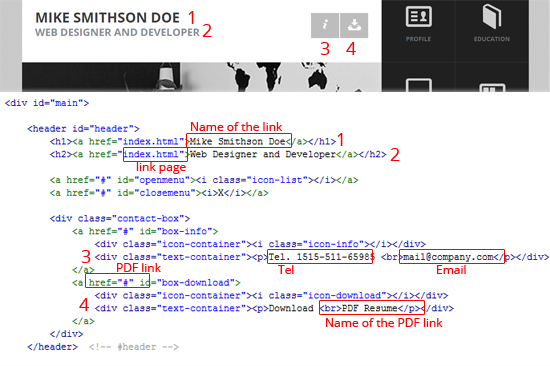 MIKE SMITHSON DOE 1
WEB DESIGNER AND DEVELOPER 2
i
3 4
PROFILE EDUCATION
<div id="main">
<header id="header"> Name of the link
<h1><a href="index.html">Mike Smithson Doe</a></h1> 1
<h2><a href="index.html">Web Designer and Developer</a></h2> 2
link page
<a href="#" id="openmenu"><i class="icon-list"></i></a>
<a href="#" id="closemenu"><i>X</i></a>
<div class="contact-box">
<a href="#" id="box-info">
<div class="icon-container"><i class="icon-info"></i></div>
3 <div class="text-container"><p>Tel. 1515-511-65985 <br>mail@company.com</p></div>
</a> PDF link Tel Email
<a href="#" id="box-download">
<div class="icon-container"><i class="icon-download"></i></div>
4 <div class="text-container"><p>Download <br>PDF Resume</p></div>
</a> Name of the PDF link
</div>
</header> <!-- #header -->